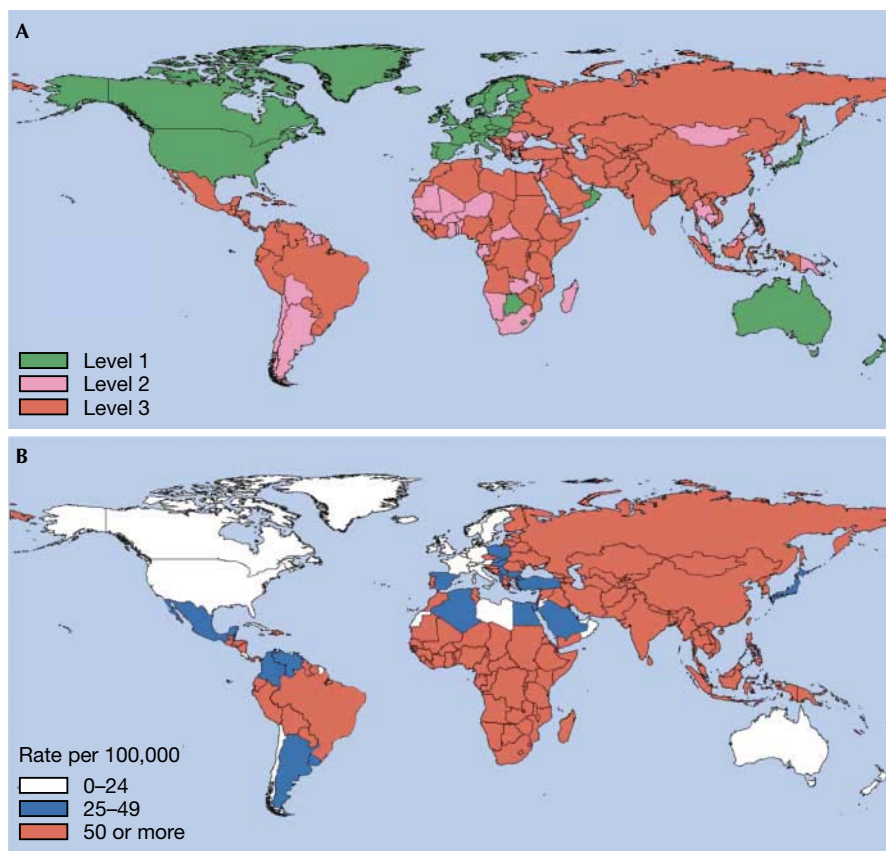 A
Level 1
Level 2
Level 3
B
Rate per 100,000
0–24
25–49
50 or more